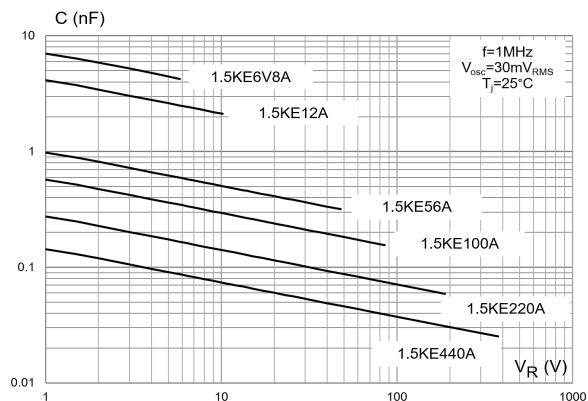 C (nF)
10
f=1MHz
Vosc=30mVRMS
Tj=25°C
1.5KE6V8A
1.5KE12A
1
1.5KE56A
1.5KE100A
0.1
1.5KE220A
1.5KE440A
VR (V)
0.01
1 10 100 1000